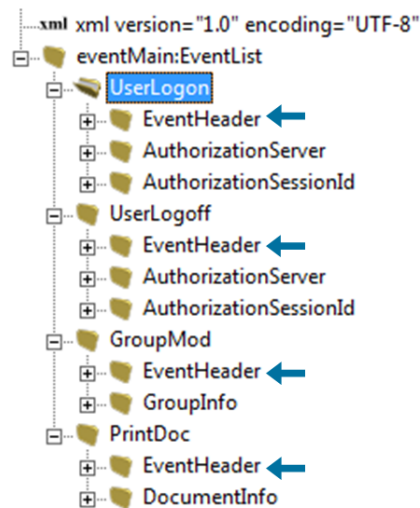 xml xml version="1.0" encoding="UTF-8"
eventMain:EventList
UserLogon
EventHeader
AuthorizationServer
AuthorizationSessionId
UserLogoff
EventHeader
AuthorizationServer
AuthorizationSessionId
GroupMod
EventHeader
GroupInfo
PrintDoc
EventHeader
DocumentInfo